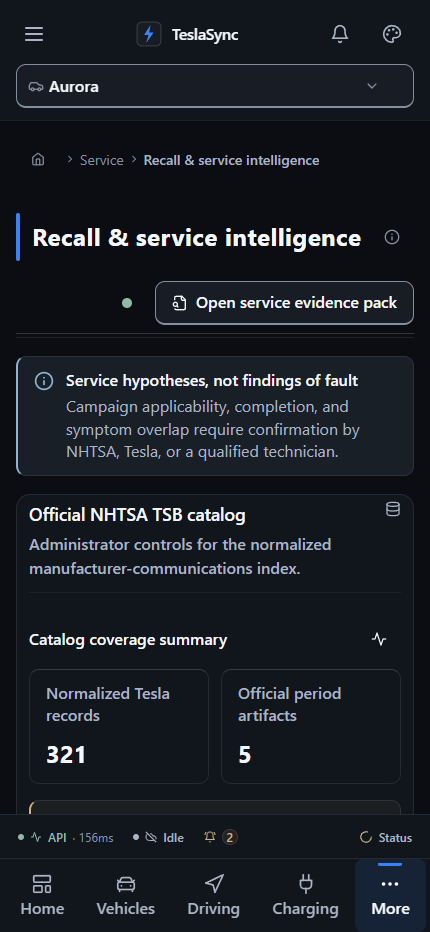 TeslaSync
Aurora
Service
Recall & service intelligence
Recall & service intelligence
Open service evidence pack
Service hypotheses, not findings of fault
Campaign applicability, completion, and
symptom overlap require confirmation by
NHTSA, Tesla, or a qualified technician.
Official NHTSA TSB catalog
Administrator controls for the normalized
manufacturer-communications index.
Catalog coverage summary
Normalized Tesla
records
321
Official period
artifacts
5
API · 156ms
Idle
2
Status
Home
Vehicles
Driving
Charging
More